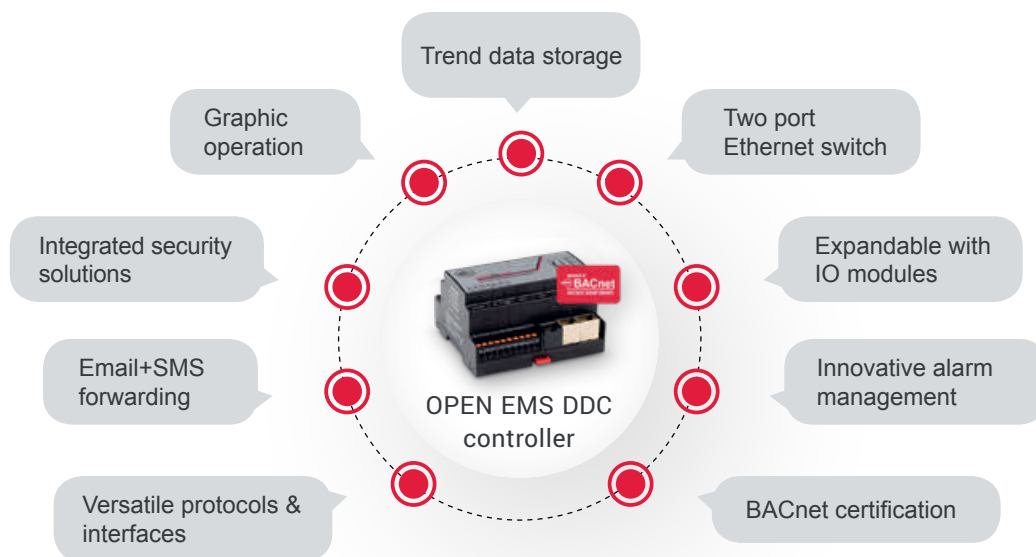 Trend data storage
Graphic
operation
Two port
Ethernet switch
Integrated security
solutions
Expandable with
IO modules
BACnet
Email+SMS
forwarding
Innovative alarm
management
OPEN EMS DDC
controller
Versatile protocols &
interfaces
BACnet certification